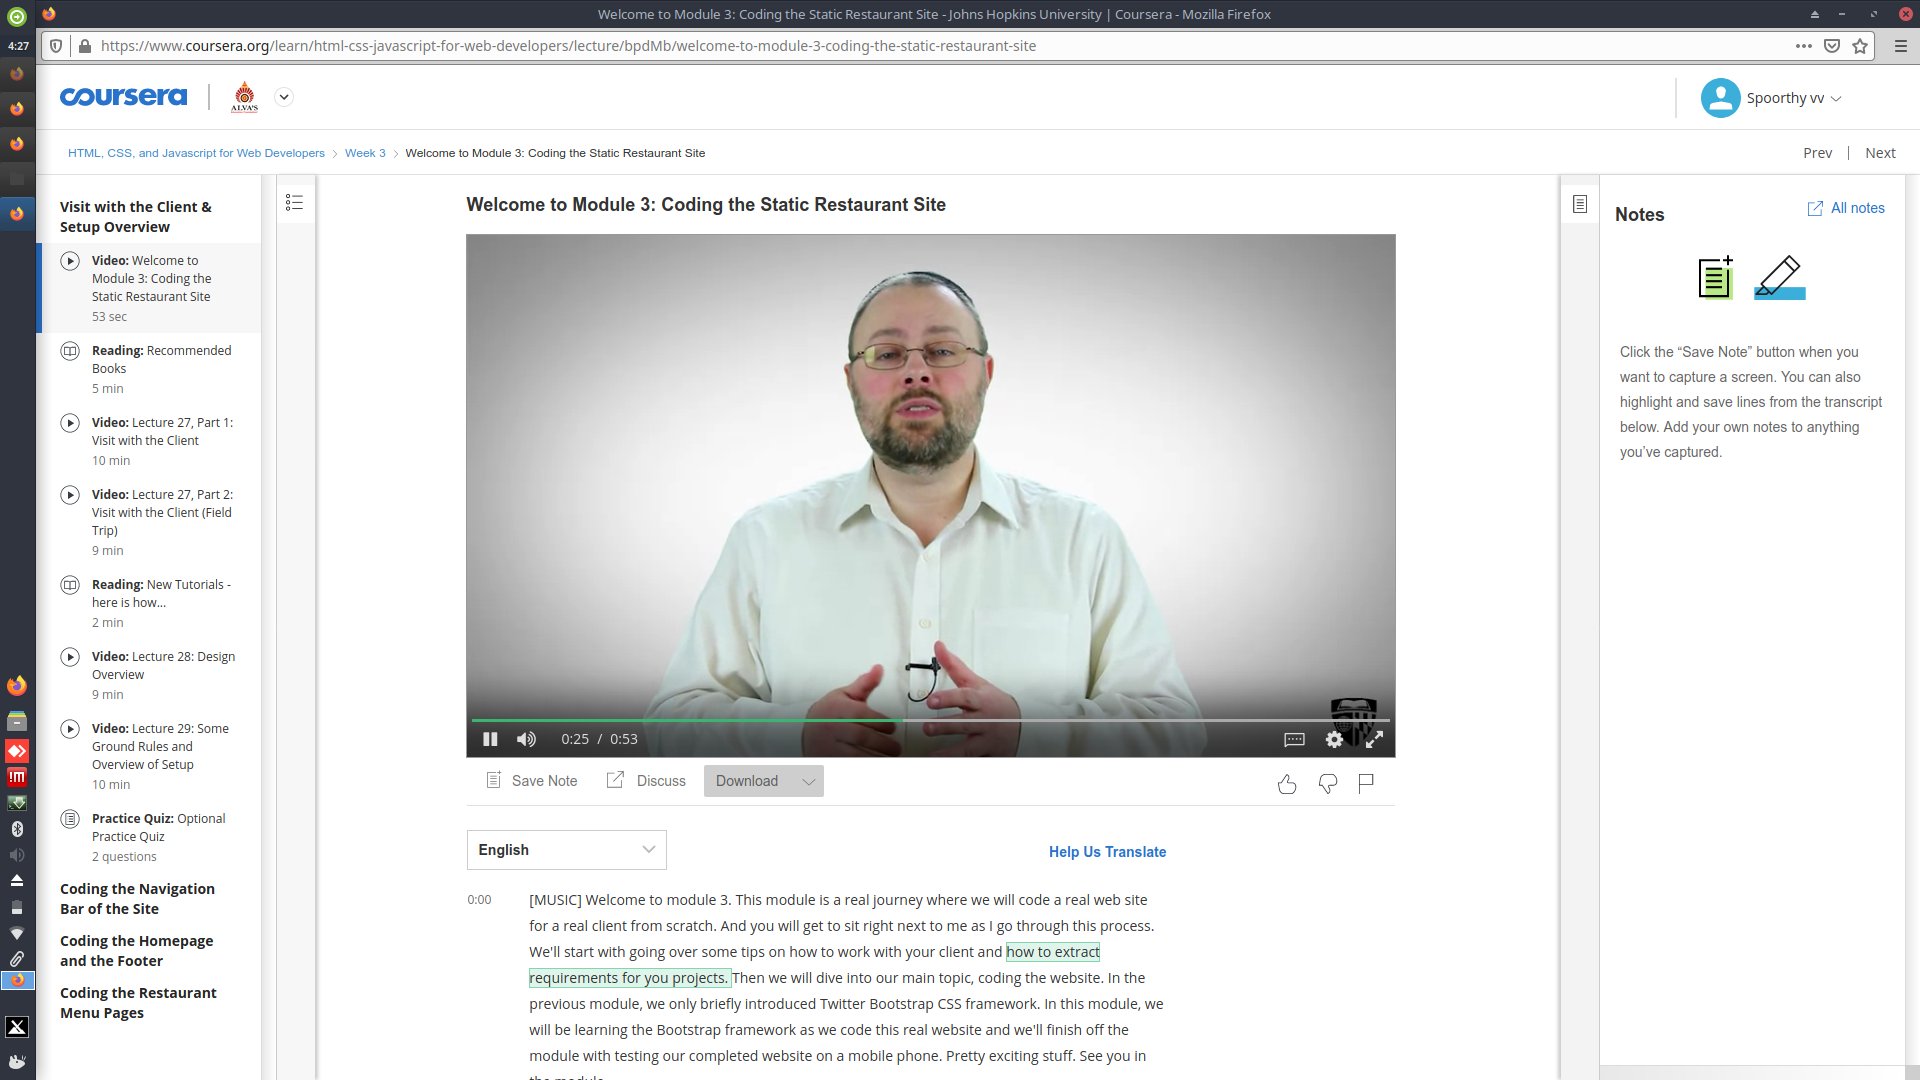 Welcome to Module 3: Coding the Static Restaurant Site - Johns Hopkins University | Coursera - Mozilla Firefox
4:27
https://www.coursera.org/learn/html-css-javascript-for-web-developers/lecture/bpdMb/welcome-to-module-3-coding-the-static-restaurant-site
coursera
ALVA'S
Spoorthy vv
HTML, CSS, and Javascript for Web Developers > Week 3 > Welcome to Module 3: Coding the Static Restaurant Site
Prev | Next
Visit with the Client &
Setup Overview
Video: Welcome to
Module 3: Coding the
Static Restaurant Site
53 sec
Reading: Recommended
Books
5 min
Video: Lecture 27, Part 1:
Visit with the Client
10 min
Video: Lecture 27, Part 2:
Visit with the Client (Field
Trip)
9 min
Reading: New Tutorials -
here is how...
2 min
Video: Lecture 28: Design
Overview
9 min
Video: Lecture 29: Some
Ground Rules and
Overview of Setup
10 min
Practice Quiz: Optional
Practice Quiz
2 questions
Coding the Navigation
Bar of the Site
Coding the Homepage
and the Footer
Coding the Restaurant
Menu Pages
Welcome to Module 3: Coding the Static Restaurant Site
0:25 / 0:53
Save Note
Discuss
Download
English
Help Us Translate
0:00
[MUSIC] Welcome to module 3. This module is a real journey where we will code a real web site
for a real client from scratch. And you will get to sit right next to me as I go through this process.
We'll start with going over some tips on how to work with your client and how to extract
requirements for you projects. Then we will dive into our main topic, coding the website. In the
previous module, we only briefly introduced Twitter Bootstrap CSS framework. In this module, we
will be learning the Bootstrap framework as we code this real website and we'll finish off the
module with testing our completed website on a mobile phone. Pretty exciting stuff. See you in
the module.
Notes
All notes
Click the “Save Note” button when you
want to capture a screen. You can also
highlight and save lines from the transcript
below. Add your own notes to anything
you’ve captured.
!M